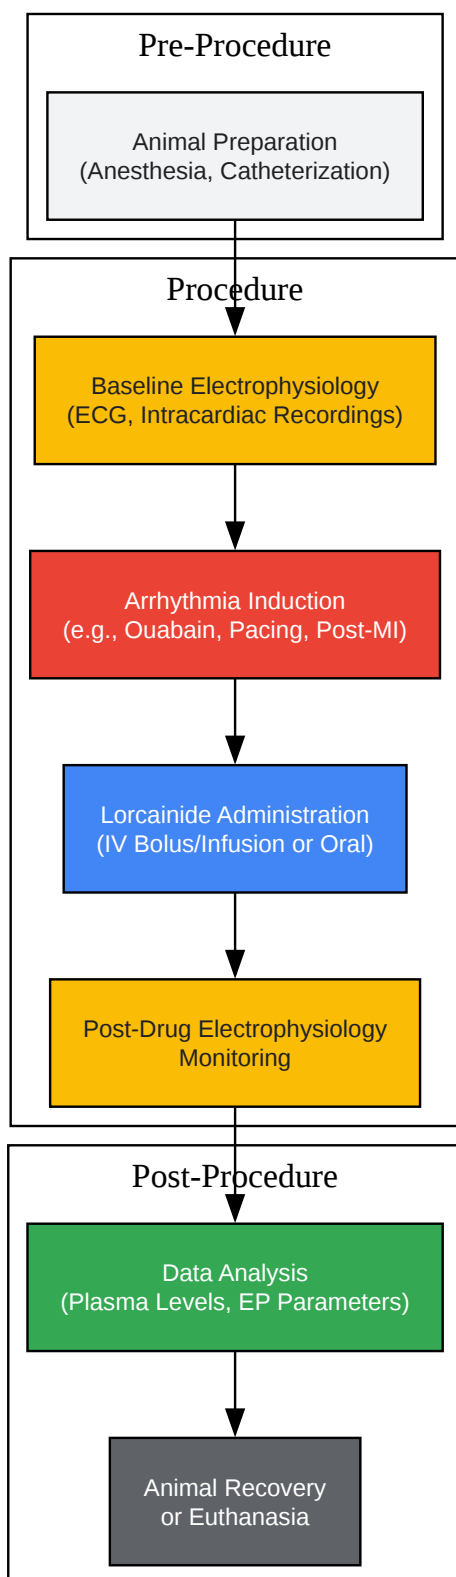 Pre-Procedure
Animal Preparation
(Anesthesia, Catheterization)
Procedure
Baseline Electrophysiology
(ECG, Intracardiac Recordings)
Arrhythmia Induction
(e.g., Ouabain, Pacing, Post-MI)
Lorcainide Administration
(IV Bolus/Infusion or Oral)
Post-Drug Electrophysiology
Monitoring
Post-Procedure
Data Analysis
(Plasma Levels, EP Parameters)
Animal Recovery
or Euthanasia